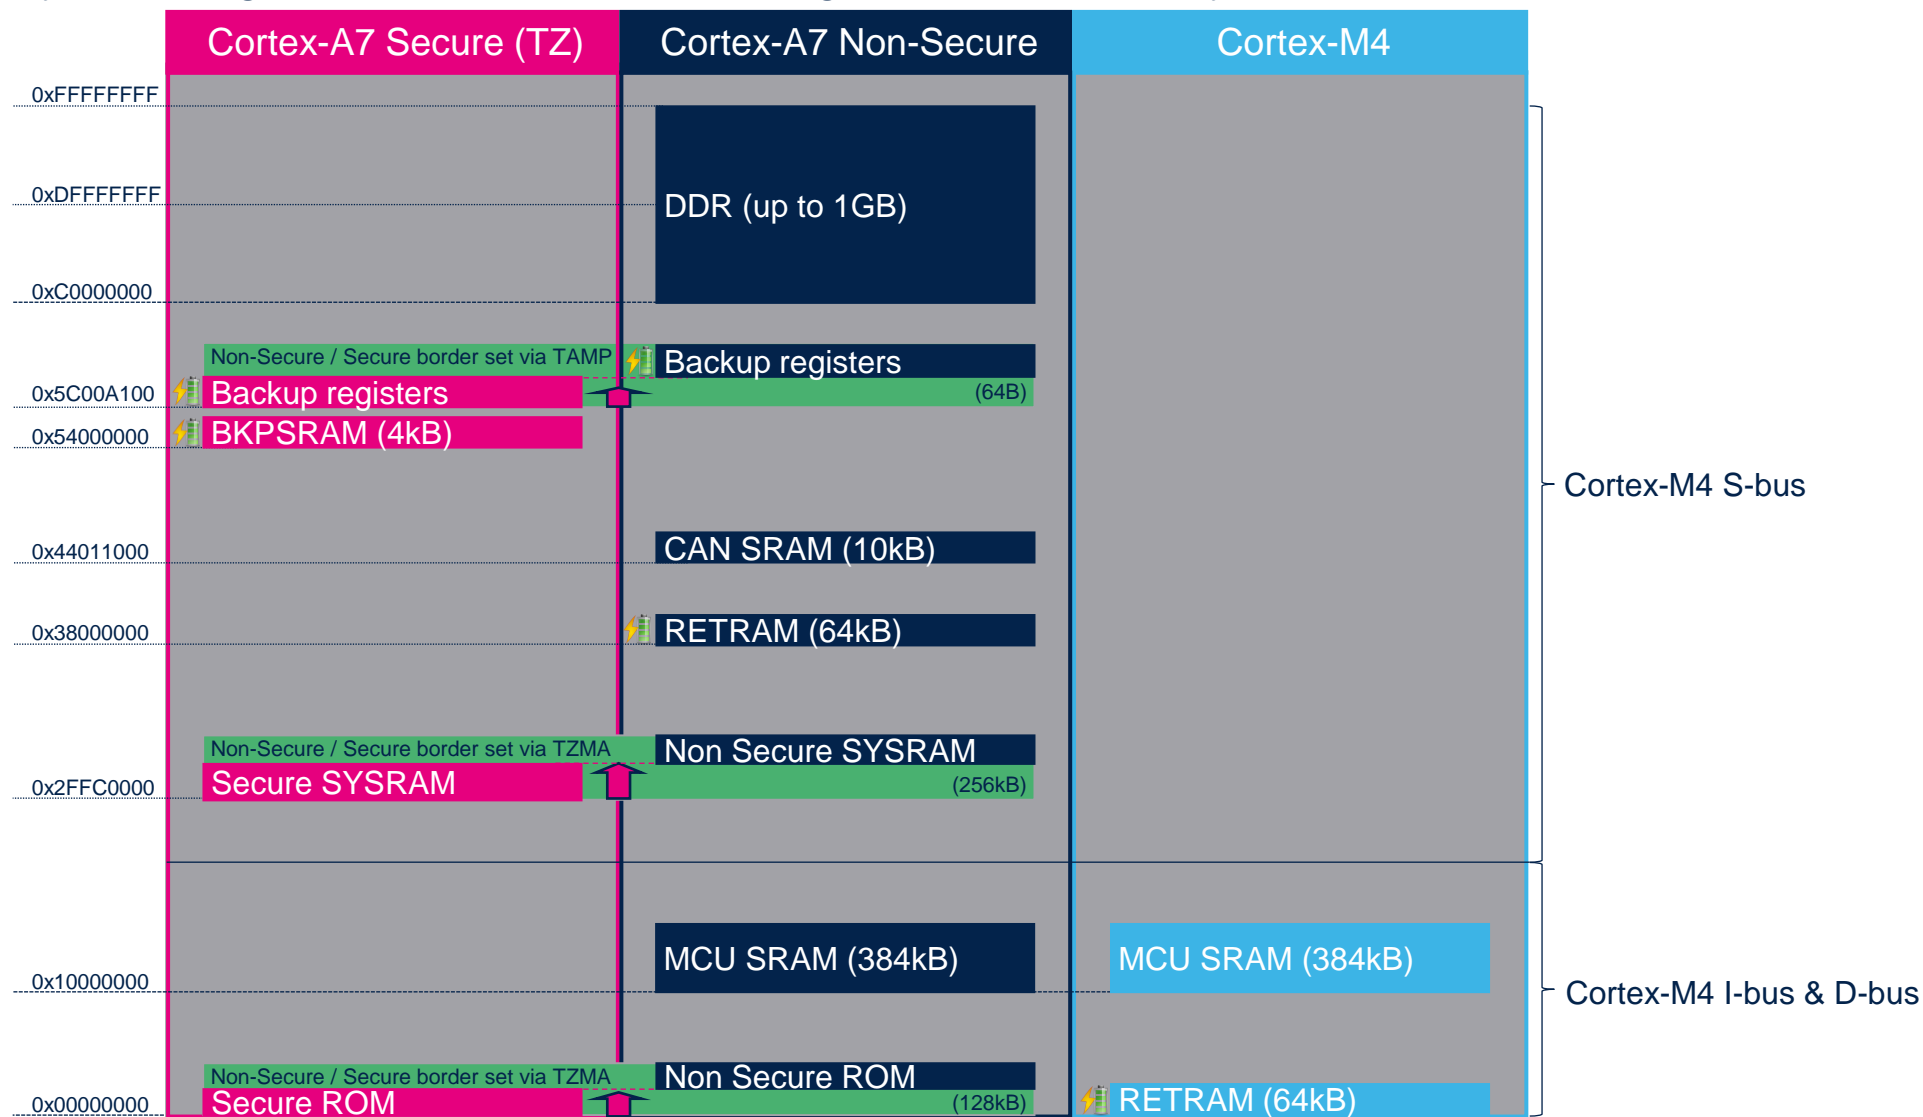 Cortex-A7 Secure (TZ)
Cortex-A7 Non-Secure
Cortex-M4
0xFFFFFFFF
0xDFFFFFFF
DDR (up to 1GB)
0xC0000000
Non-Secure / Secure border set via TAMP
Backup registers
0x5C00A100
Backup registers
(64B)
0x54000000
BKPSRAM (4kB)
Cortex-M4 S-bus
0x44011000
CAN SRAM (10kB)
0x38000000
RETRAM (64kB)
Non-Secure / Secure border set via TZMA
Non Secure SYSRAM
0x2FFC0000
Secure SYSRAM
(256kB)
MCU SRAM (384kB)
MCU SRAM (384kB)
0x10000000
Cortex-M4 I-bus & D-bus
Non-Secure / Secure border set via TZMA
Non Secure ROM
0x00000000
Secure ROM
(128kB)
RETRAM (64kB)